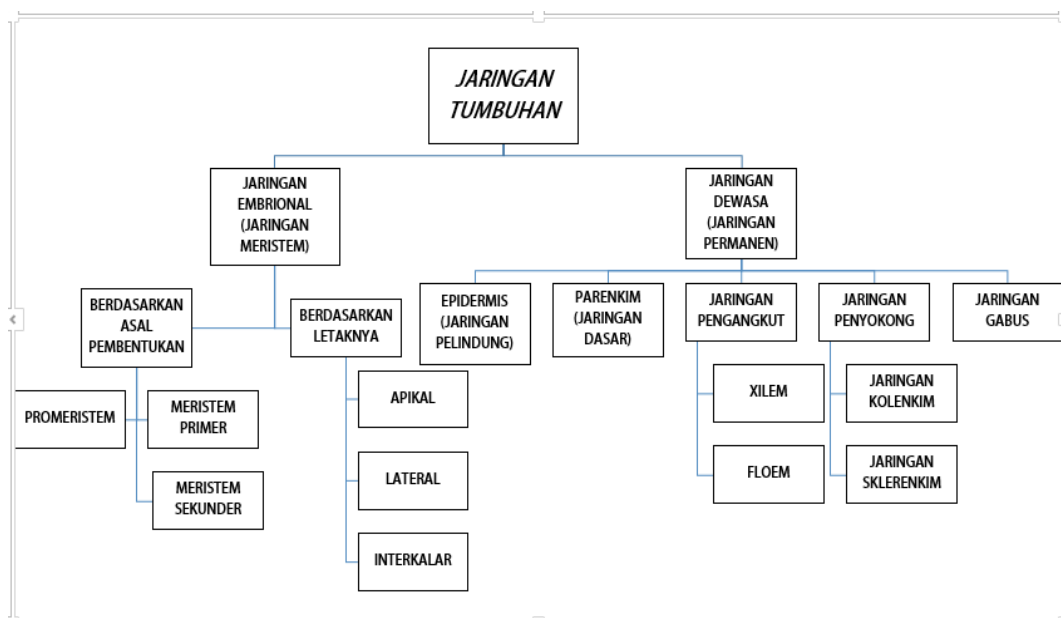 JARINGAN
TUMBUHAN
JARINGAN
EMBRIONAL
(JARINGAN
MERISTEM)
JARINGAN
DEWASA
(JARINGAN
PERMANEN)
BERDASARKAN
ASAL
PEMBENTUKAN
BERDASARKAN
LETAKNYA
EPIDERMIS
(JARINGAN
PELINDUNG)
PARENKIM
(JARINGAN
DASAR)
JARINGAN
PENGANGKUT
JARINGAN
PENYOKONG
JARINGAN
GABUS
PROMERISTEM
MERISTEM
PRIMER
MERISTEM
SEKUNDER
APIKAL
LATERAL
INTERKALAR
XILEM
FLOEM
JARINGAN
KOLENKIM
JARINGAN
SKLERENKIM